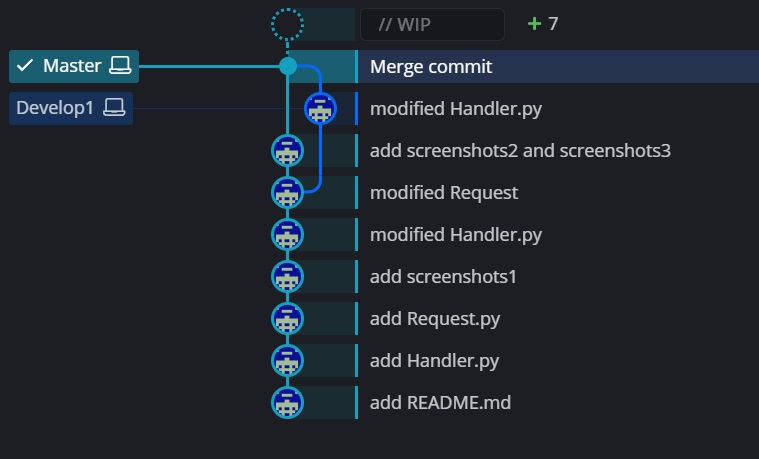 // WIP + 7
Master Merge commit
Develop1 modified Handler.py
add screenshots2 and screenshots3
modified Request
modified Handler.py
add screenshots1
add Request.py
add Handler.py
add README.md